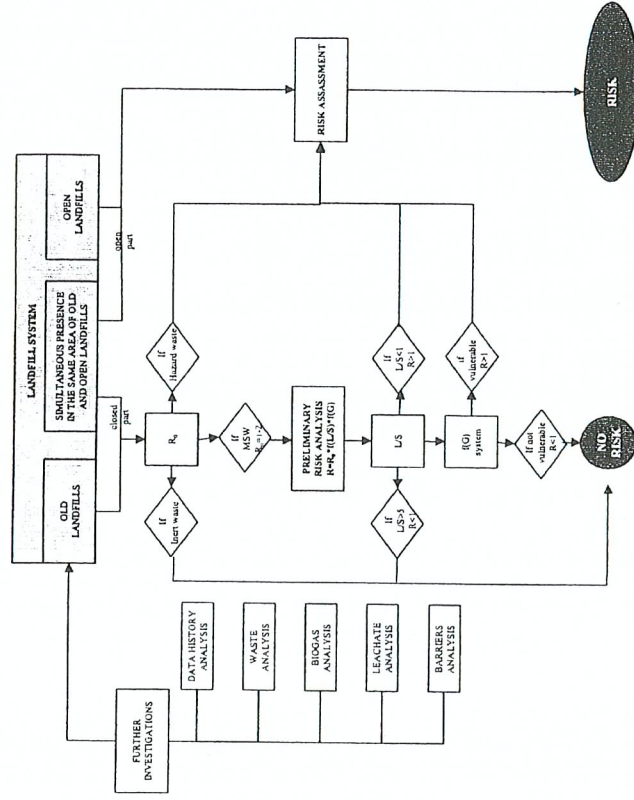 LANDFILL SYSTEM
OLD
LANDFILLS
SIMULTANEOUS PRESENCE
IN THE SAME AREA OF OLD
AND OPEN LANDFILLS
OPEN
LANDFILLS
closed
part
open
part
FURTHER
INVESTIGATIONS
DATA HISTORY
ANALYSIS
WASTE
ANALYSIS
BIOGAS
ANALYSIS
LEACHATE
ANALYSIS
BARRIERS
ANALYSIS
If
Inert waste
If
Hazard waste
If
MSW
PRELIMINARY
RISK ANALYSIS
L/S
If
L/S>5
R<1
If
L/S<1
R>1
f(G)
system
If
vulnerable
R>1
If not
vulnerable
R<1
RISK ASSESSMENT
NO
RISK
RISK